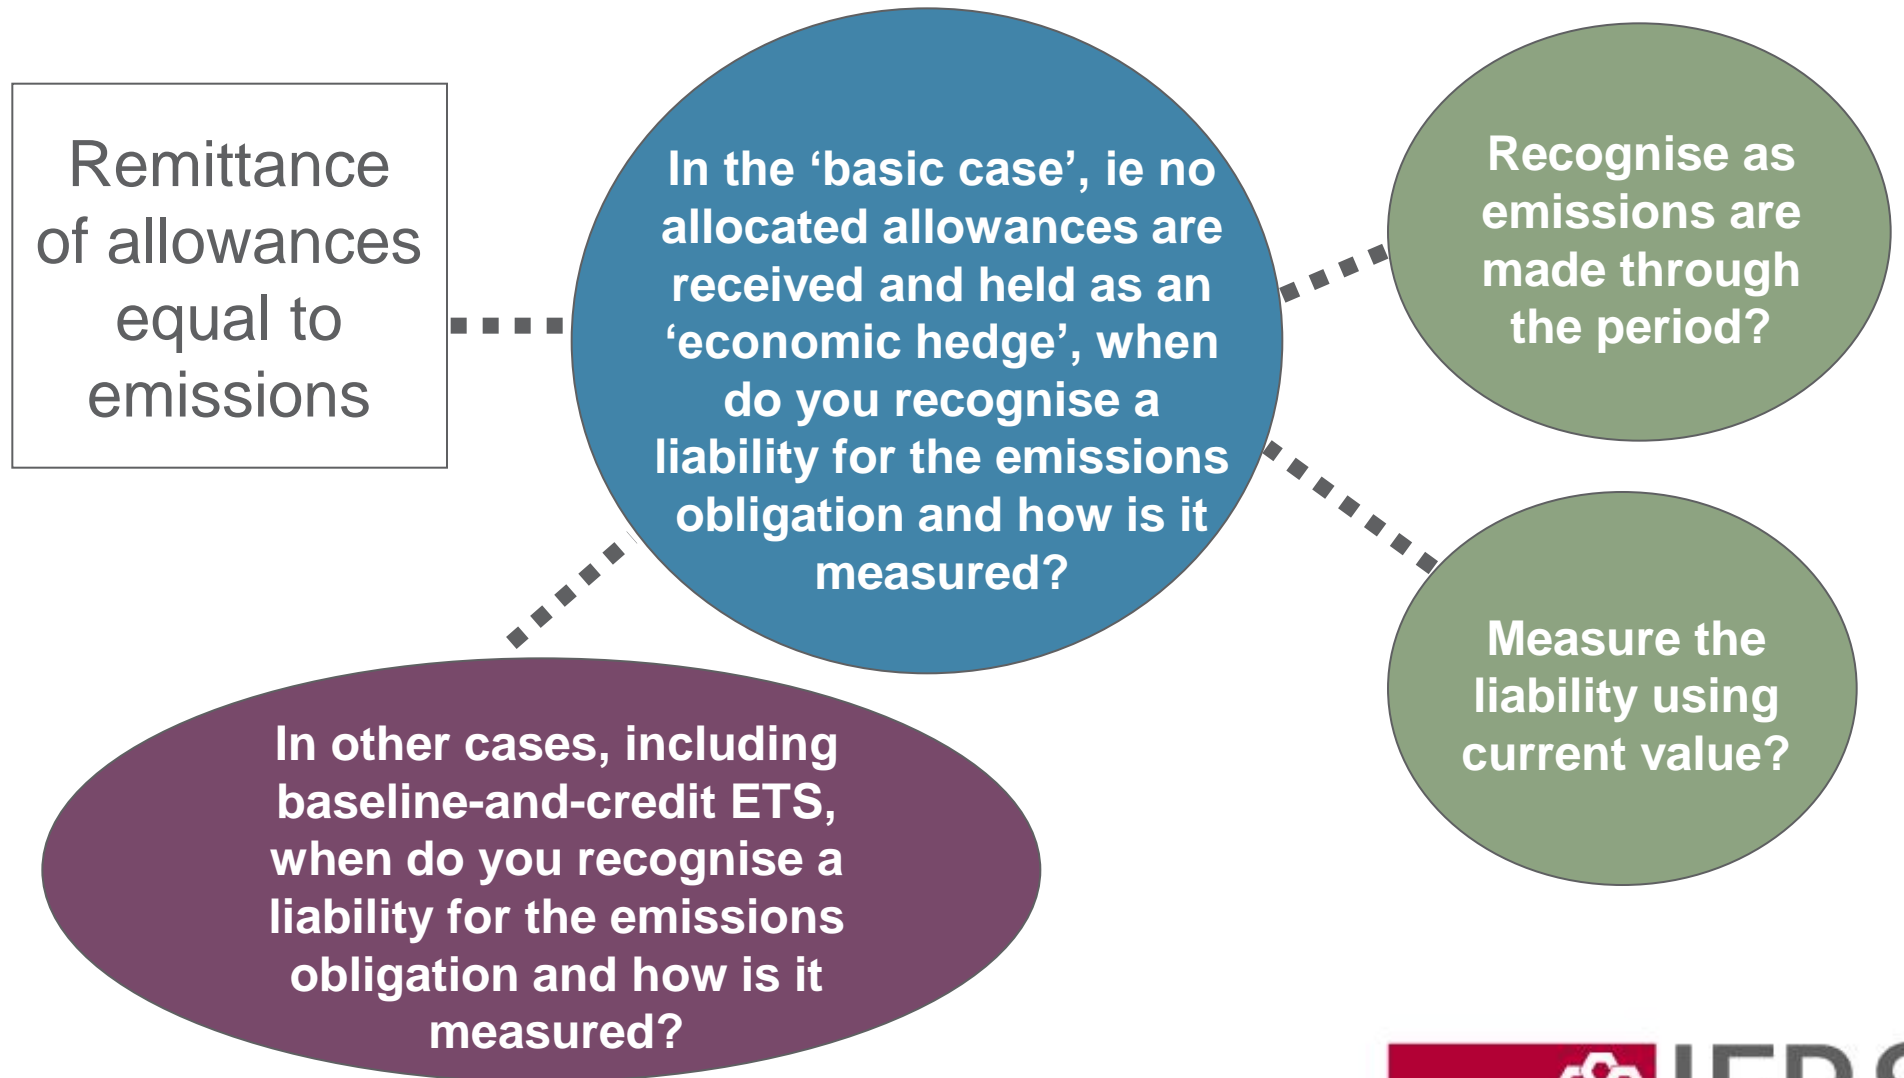 Remittance
of allowances
equal to
emissions
In the ‘basic case’, ie no
allocated allowances are
received and held as an
‘economic hedge’, when
do you recognise a
liability for the emissions
obligation and how is it
measured?
Recognise as
emissions are
made through
the period?
Measure the
liability using
current value?
In other cases, including
baseline-and-credit ETS,
when do you recognise a
liability for the emissions
obligation and how is it
measured?